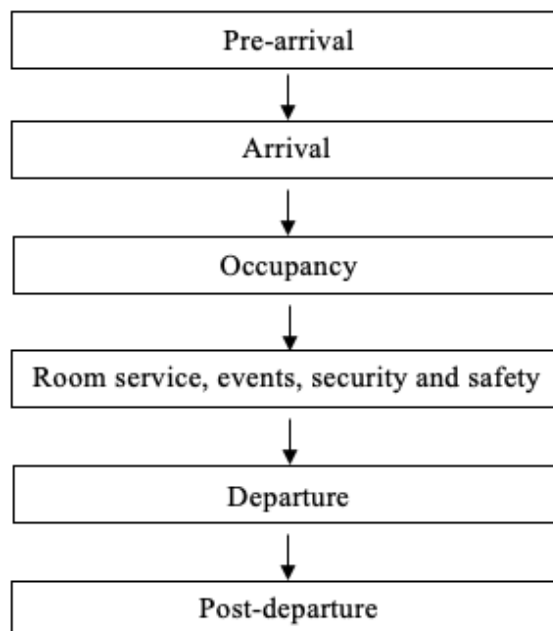 Pre-arrival
Arrival
Occupancy
Room service, events, security and safety
Departure
Post-departure